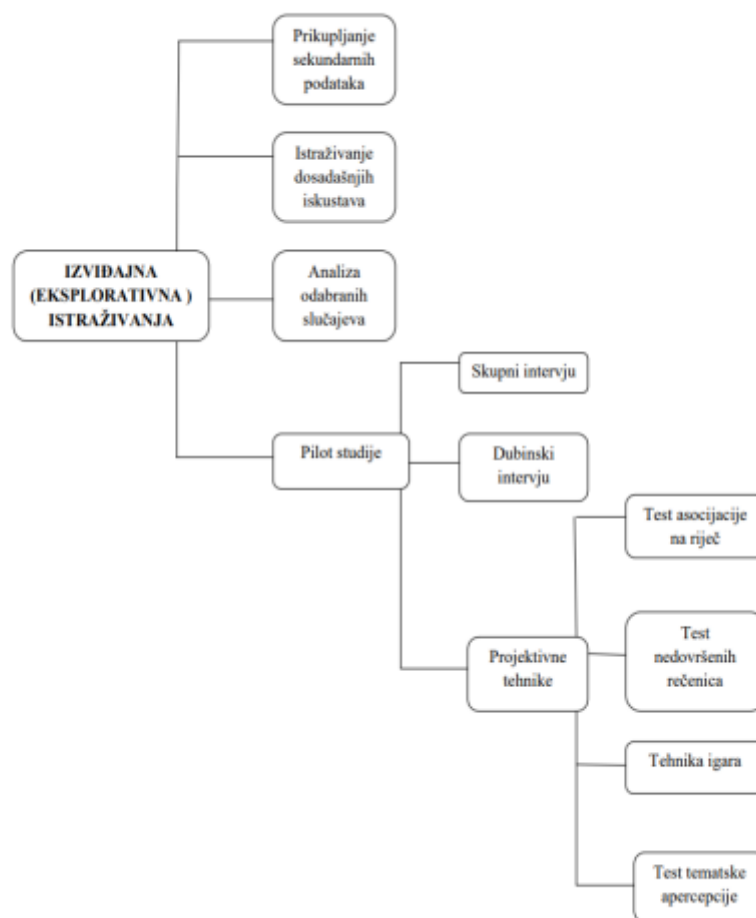 Prikupljanje
sekundarnih
podataka
Istraživanje
dosadašnjih
iskustava
IZVIĐAJNA
(EKSPLORATIVNA )
ISTRAŽIVANJA
Analiza
odabranih
slučajeva
Skupni intervju
Pilot studije
Dubinski
intervju
Test asocijacije
na riječ
Projektivne
tehnike
Test
nedovršenih
rečenica
Tehnika igara
Test tematske
apercepcije